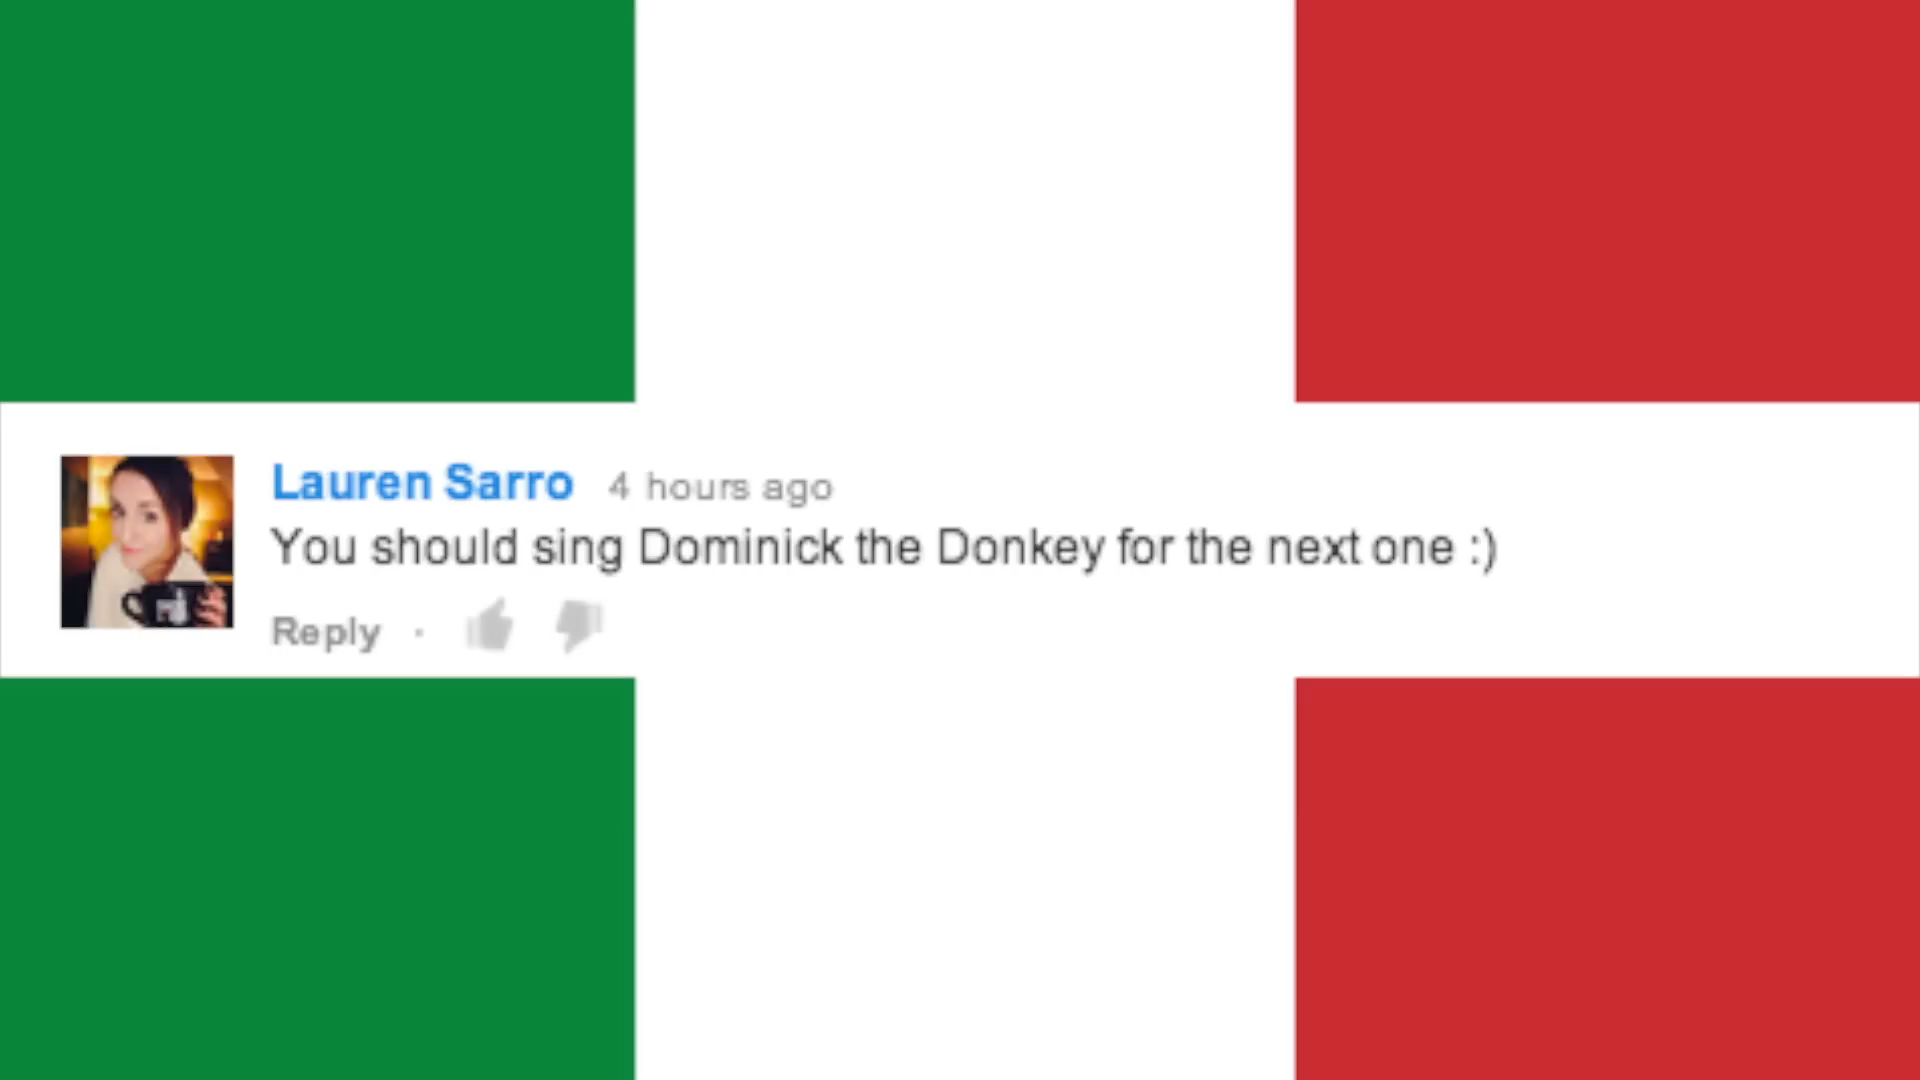 Lauren Sarro 4 hours ago
You should sing Dominick the Donkey for the next one :)
Reply ·